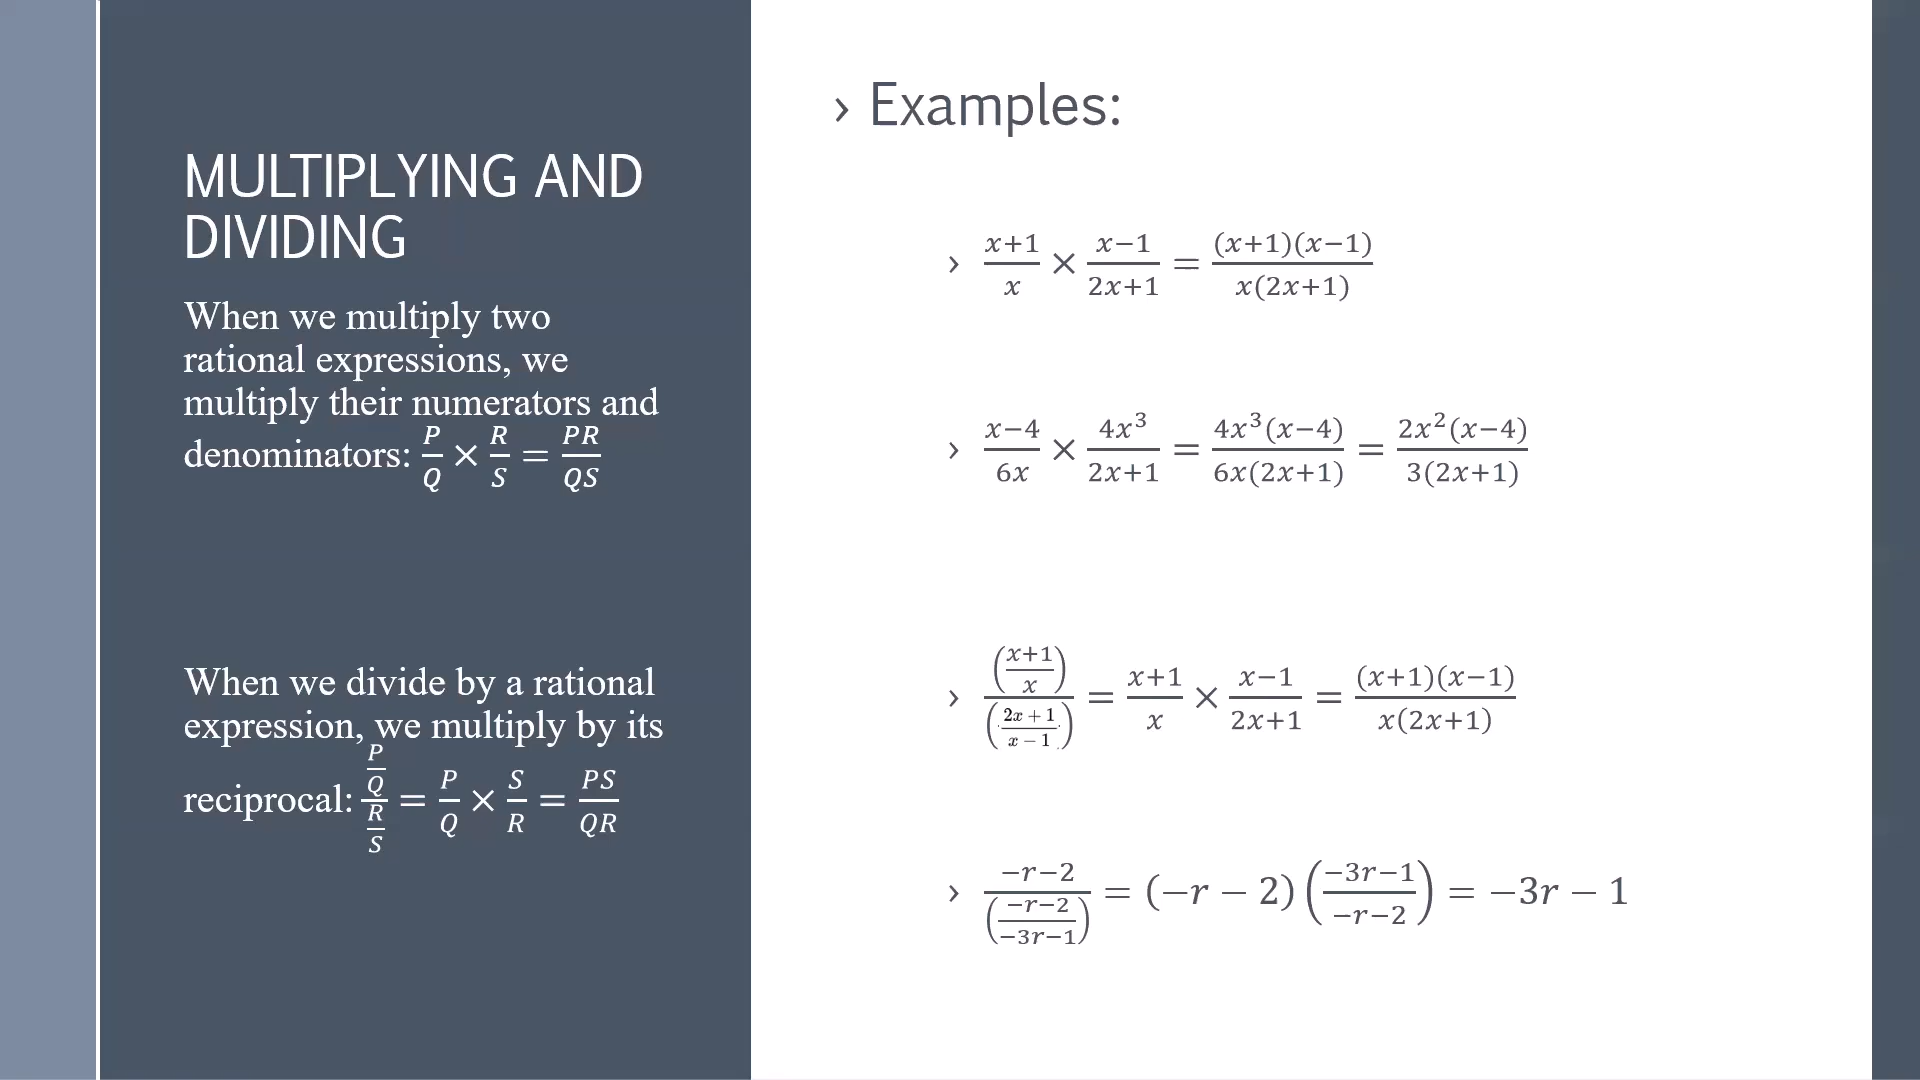 MULTIPLYING AND
DIVIDING
When we multiply two
rational expressions, we
multiply their numerators and
denominators: P/Q × R/S = PR/QS
When we divide by a rational
expression, we multiply by its
reciprocal: (P/Q)/(R/S) = P/Q × S/R = PS/QR
› Examples:
› (x+1)/x × (x−1)/(2x+1) = (x+1)(x−1)/(x(2x+1))
› (x−4)/(6x) × 4x³/(2x+1) = 4x³(x−4)/(6x(2x+1)) = 2x²(x−4)/(3(2x+1))
› ((x+1)/x)/((2x+1)/(x−1)) = (x+1)/x × (x−1)/(2x+1) = (x+1)(x−1)/(x(2x+1))
› (−r−2)/((−r−2)/(−3r−1)) = (−r − 2)((−3r−1)/(−r−2)) = −3r − 1